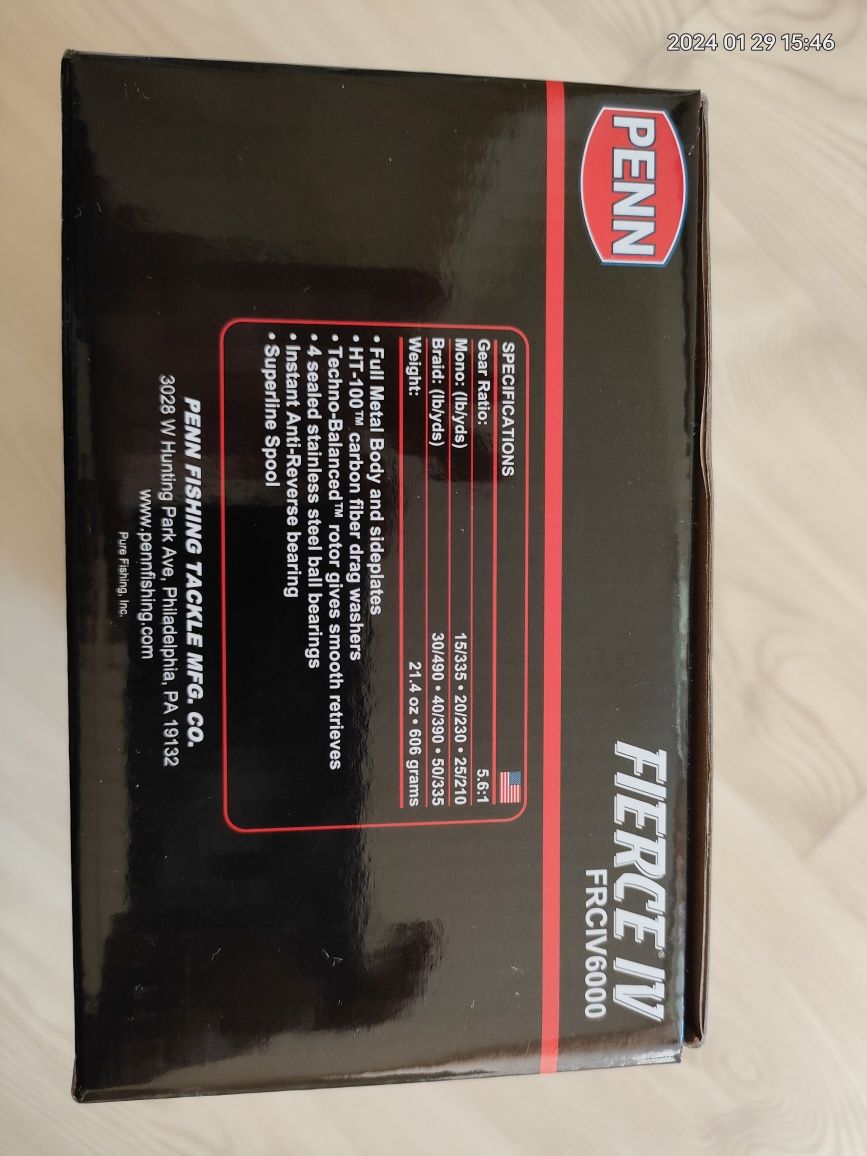 2024 01 29 15:46
PENN
FIERCE IV
FRCIV6000
SPECIFICATIONS
Gear Ratio: 5.6:1
Mono: (lb/yds) 15/335 • 20/230 • 25/210
Braid: (lb/yds) 30/490 • 40/390 • 50/335
Weight: 21.4 oz • 606 grams
• Full Metal Body and sideplates
• HT-100™ carbon fiber drag washers
• Techno-Balanced™ rotor gives smooth retrieves
• 4 sealed stainless steel ball bearings
• Instant Anti-Reverse bearing
• Superline Spool
PENN FISHING TACKLE MFG. CO.
3028 W Hunting Park Ave, Philadelphia, PA 19132
www.pennfishing.com
Pure Fishing, Inc.